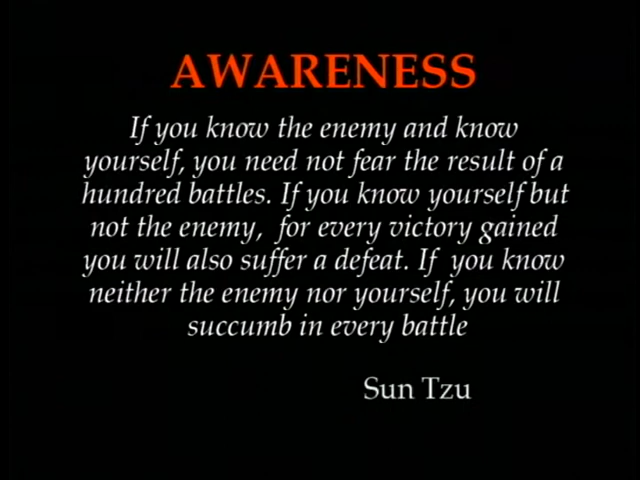 AWARENESS
If you know the enemy and know
yourself, you need not fear the result of a
hundred battles. If you know yourself but
not the enemy, for every victory gained
you will also suffer a defeat. If you know
neither the enemy nor yourself, you will
succumb in every battle
Sun Tzu